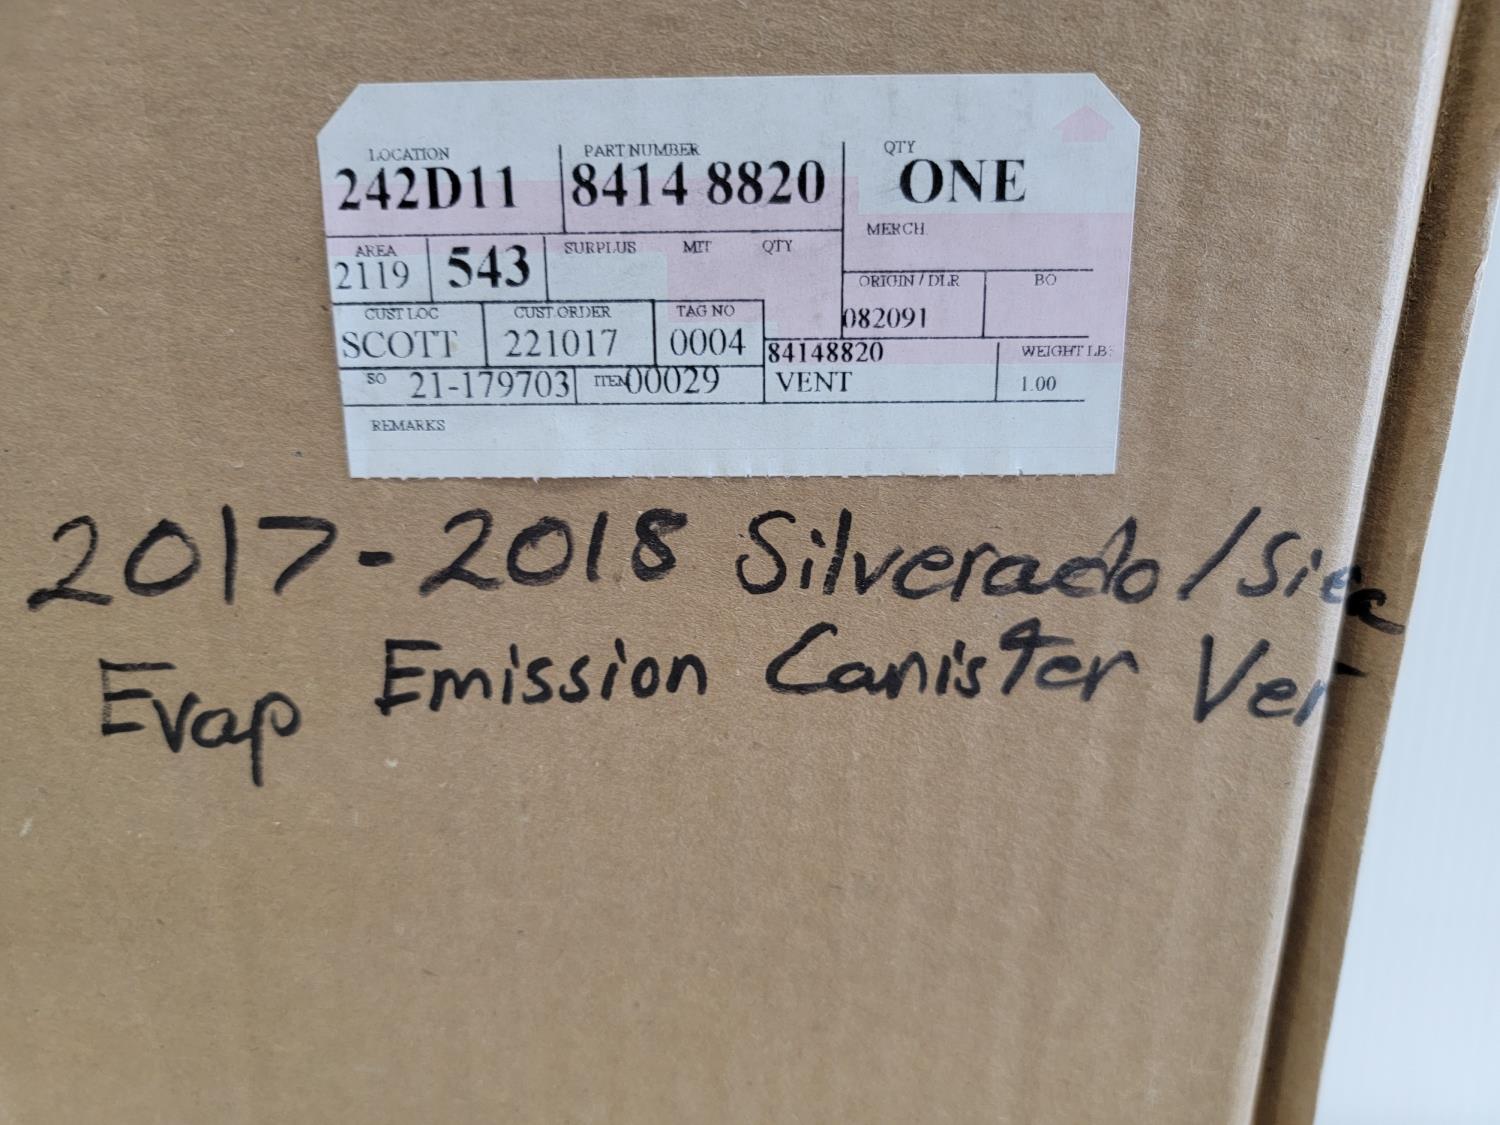 LOCATION PART NUMBER QTY
242D11 8414 8820 ONE
MERCH
AREA 543 SURPLUS MIT QTY
2119
ORIGIN / DLR BO
CUST LOC CUST.ORDER TAG NO 082091
SCOTT 221017 0004 84148820 WEIGHT LB:
SO 21-179703 ITEM 00029 VENT 1.00
REMARKS
2017-2018 Silverado/Siera
Evap Emission Canister